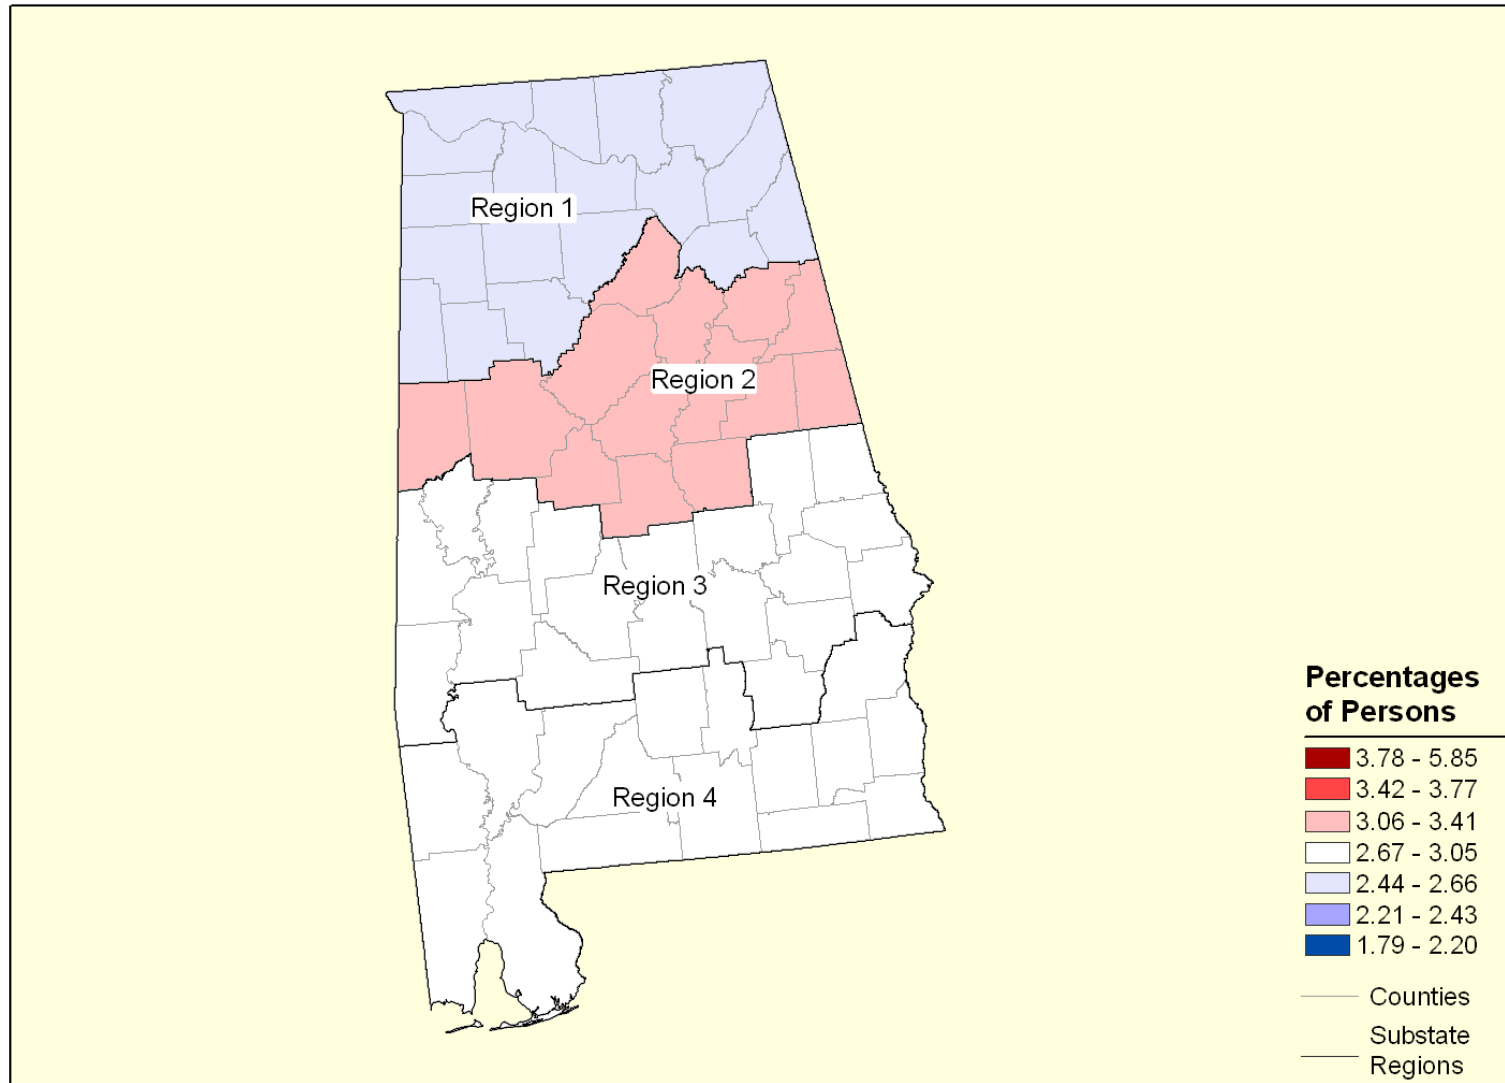 Region 1
Region 2
Region 3
Region 4
Percentages
of Persons
3.78 - 5.85
3.42 - 3.77
3.06 - 3.41
2.67 - 3.05
2.44 - 2.66
2.21 - 2.43
1.79 - 2.20
Counties
Substate
Regions